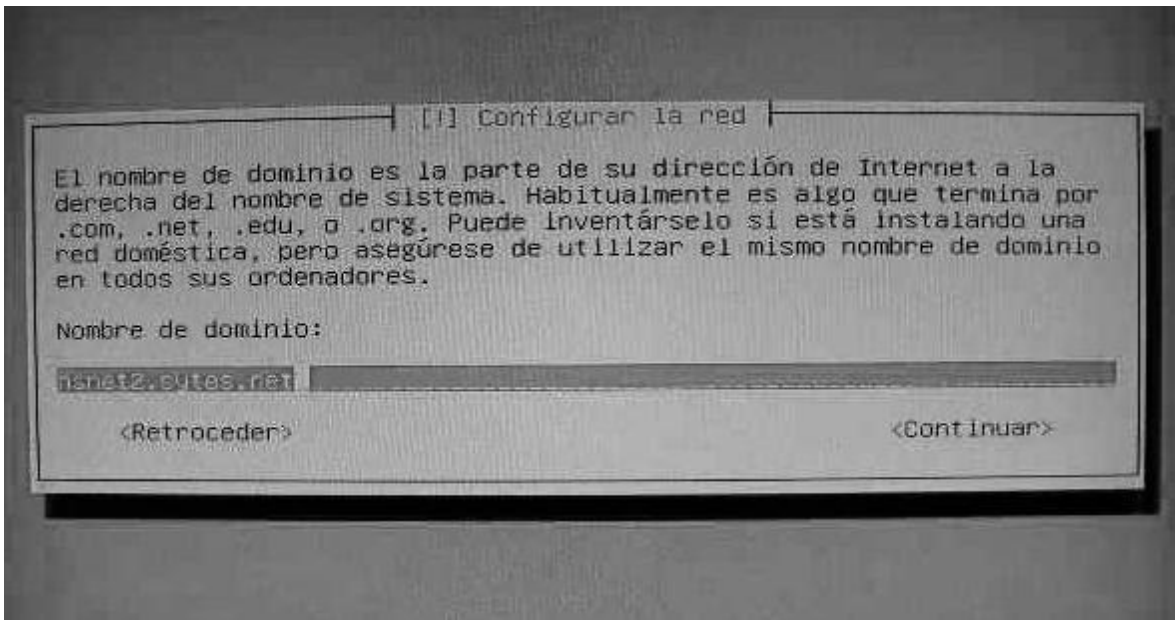 [!] Configurar la red
El nombre de dominio es la parte de su dirección de Internet a la
derecha del nombre de sistema. Habitualmente es algo que termina por
.com, .net, .edu, o .org. Puede inventárselo si está instalando una
red doméstica, pero asegúrese de utilizar el mismo nombre de dominio
en todos sus ordenadores.
Nombre de dominio:
<Retroceder> <Continuar>